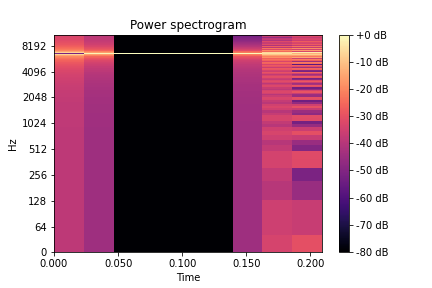 Power spectrogram
Hz
8192
4096
2048
1024
512
256
128
64
0
0.000 0.050 0.100 0.150 0.200
Time
+0 dB
-10 dB
-20 dB
-30 dB
-40 dB
-50 dB
-60 dB
-70 dB
-80 dB